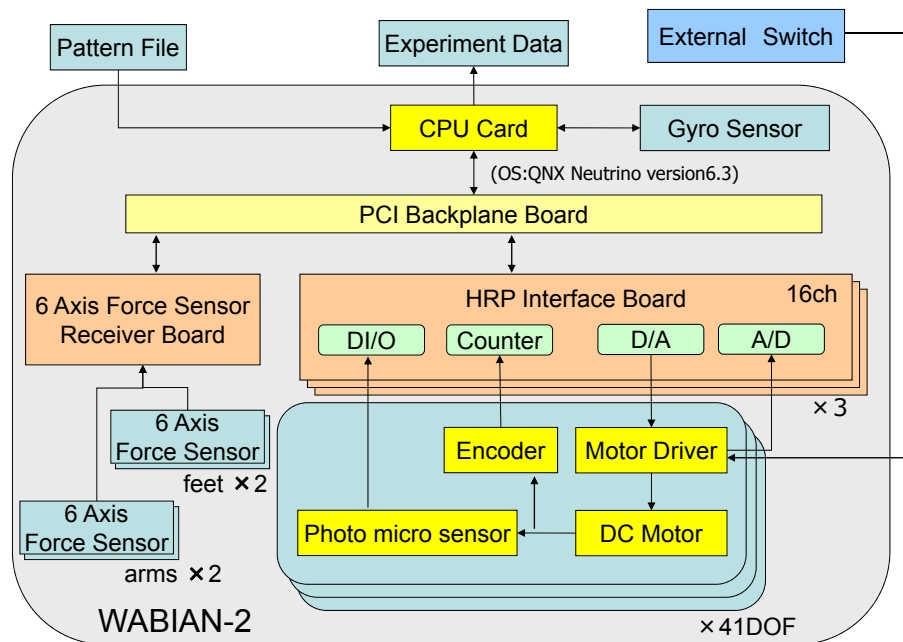 Pattern File
Experiment Data
External Switch
CPU Card
Gyro Sensor
(OS:QNX Neutrino version6.3)
PCI Backplane Board
6 Axis Force Sensor
Receiver Board
HRP Interface Board
16ch
DI/O
Counter
D/A
A/D
×3
6 Axis
Force Sensor
feet ×2
Encoder
Motor Driver
6 Axis
Force Sensor
arms ×2
Photo micro sensor
DC Motor
WABIAN-2
×41DOF